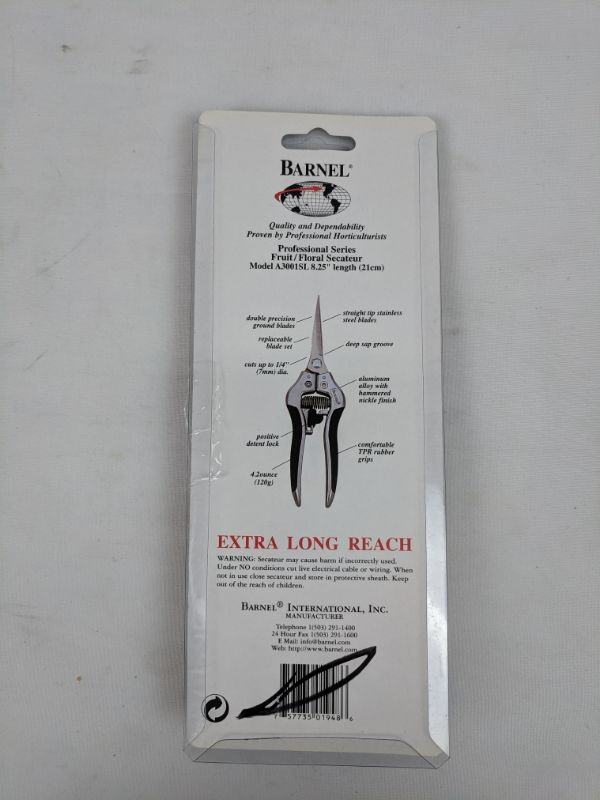 BARNEL®
Quality and Dependability
Proven by Professional Horticulturists
Professional Series
Fruit/Floral Secateur
Model A3001SL 8.25" length (21cm)
double precision
ground blades
straight tip stainless
steel blades
replaceable
blade set
deep sap groove
cuts up to 1/4"
(7mm) dia.
aluminum
alloy with
hammered
nickle finish
positive
detent lock
comfortable
TPR rubber
grips
4.2ounce
(120g)
EXTRA LONG REACH
WARNING: Secateur may cause harm if incorrectly used.
Under NO conditions cut live electrical cable or wiring. When
not in use close secateur and store in protective sheath. Keep
out of the reach of children.
BARNEL® INTERNATIONAL, INC.
MANUFACTURER
Telephone 1(503) 291-1400
24 Hour Fax 1(503) 291-1600
E Mail: info@barnel.com
Web: http://www.barnel.com
7 57735 01948 6